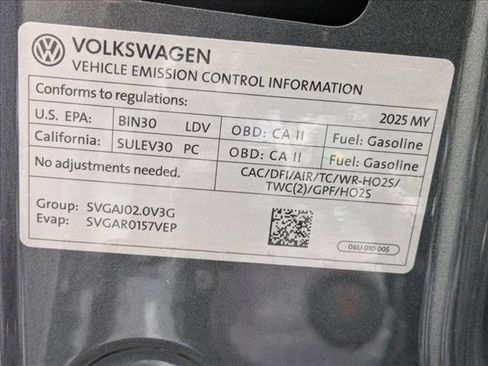 VOLKSWAGEN
VEHICLE EMISSION CONTROL INFORMATION
Conforms to regulations: 2025 MY
U.S. EPA: BIN30 LDV OBD: CA II Fuel: Gasoline
California: SULEV30 PC OBD: CA II Fuel: Gasoline
No adjustments needed. CAC/DFI/AIR/TC/WR-HO2S/
TWC(2)/GPF/HO2S
Group: SVGAJ02.0V3G
Evap: SVGAR0157VEP
06U 010 005